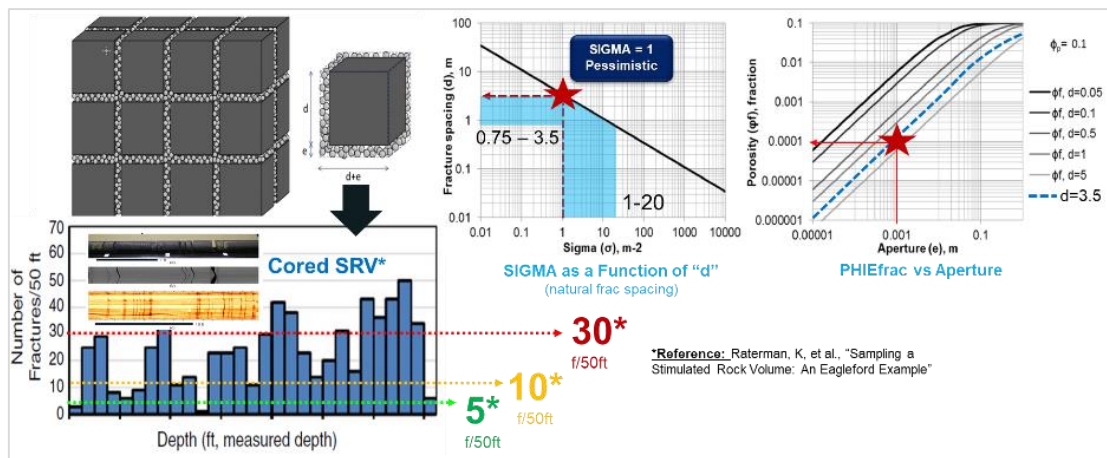 d
e
d+e
Number of
Fractures/50 ft
70
60
50
40
30
20
10
0
Cored SRV*
Depth (ft, measured depth)
30*
f/50ft
10*
f/50ft
5*
f/50ft
Fracture spacing (d), m
100
10
1
0.1
0.01
SIGMA = 1
Pessimistic
0.75 – 3.5
1-20
0.01 0.1 1 10 100 1000 10000
Sigma (σ), m-2
SIGMA as a Function of “d”
(natural frac spacing)
Porosity (φf), fraction
0.1
0.01
0.001
0.0001
0.00001
0.000001
0.00001 0.0001 0.001 0.01 0.1
Aperture (e), m
PHIEfrac vs Aperture
ϕp= 0.1
ϕf, d=0.05
ϕf, d=0.1
ϕf, d=0.5
ϕf, d=1
ϕf, d=5
d=3.5
*Reference: Raterman, K, et al., “Sampling a
Stimulated Rock Volume: An Eagleford Example”